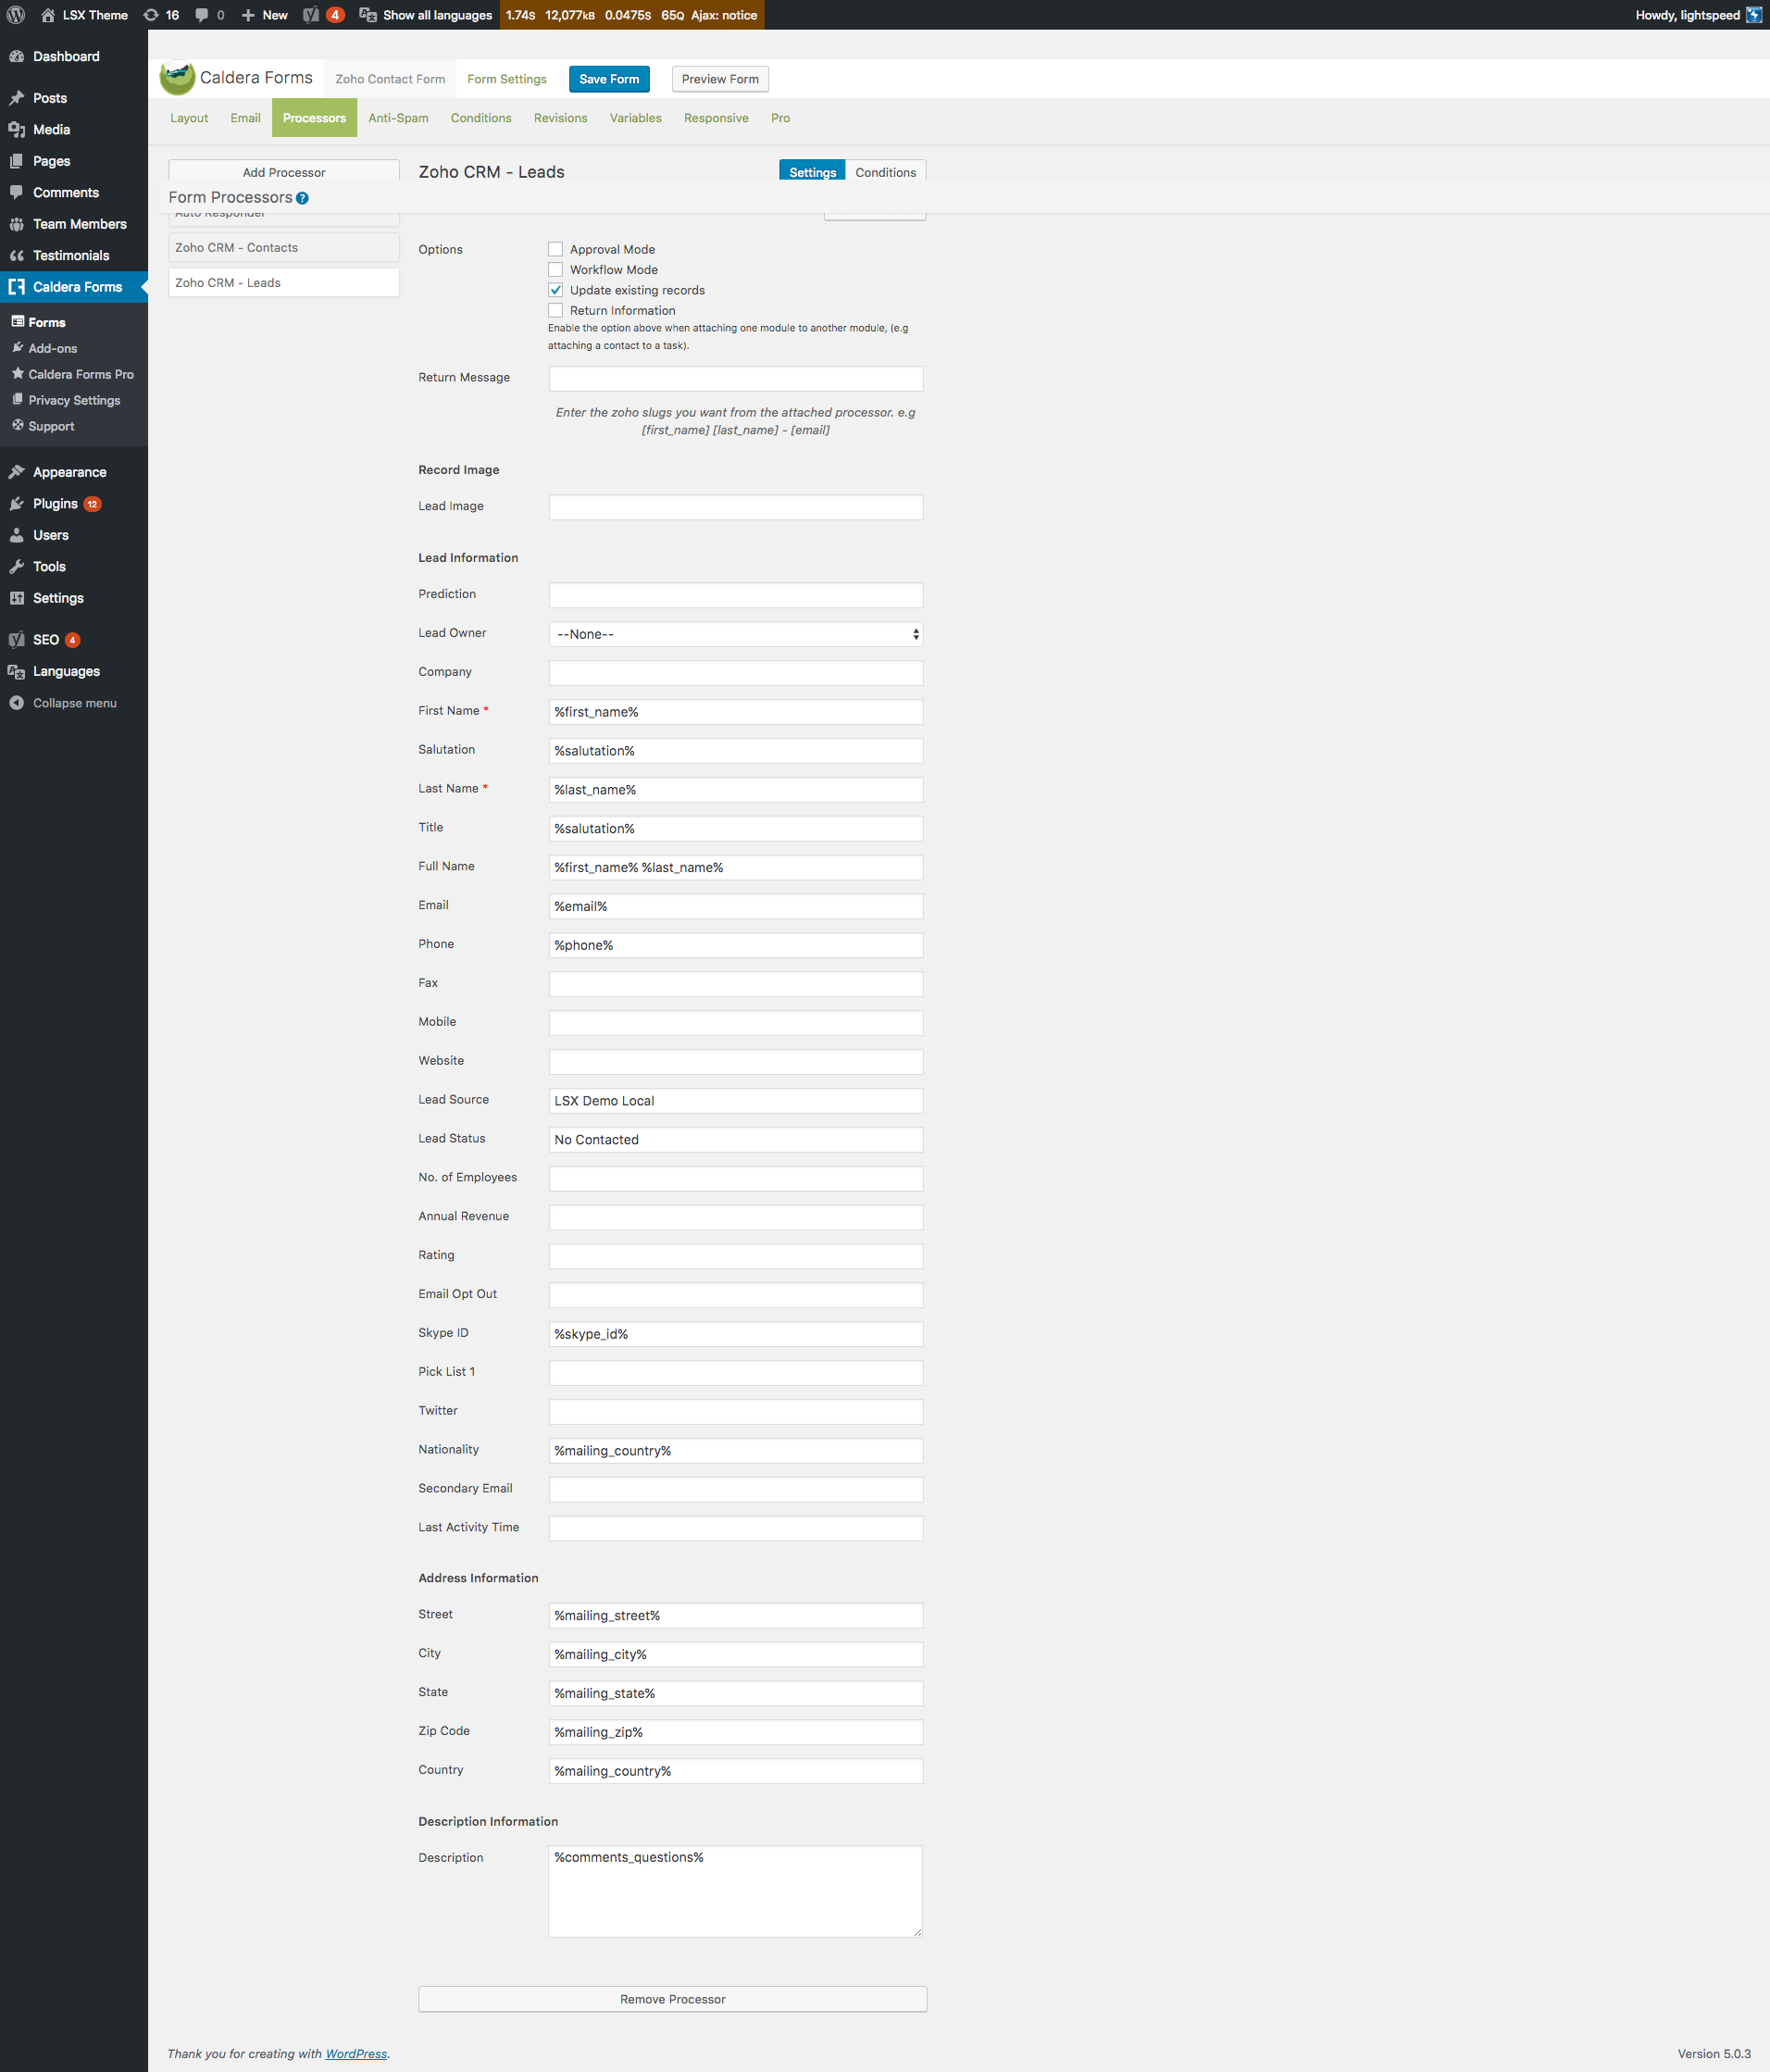 LSX Theme 16 0 New 4 Show all languages 1.74S 12,077KB 0.0475S 65Q Ajax: notice Howdy, lightspeed
Dashboard
Posts
Media
Pages
Comments
Team Members
Testimonials
Caldera Forms
Forms
Add-ons
Caldera Forms Pro
Privacy Settings
Support
Appearance
Plugins 12
Users
Tools
Settings
SEO 4
Languages
Collapse menu
Caldera Forms Zoho Contact Form Form Settings Save Form Preview Form
Layout Email Processors Anti-Spam Conditions Revisions Variables Responsive Pro
Add Processor
Form Processors ?
Auto Responder
Zoho CRM - Contacts
Zoho CRM - Leads
Zoho CRM - Leads Settings Conditions
Options
Approval Mode
Workflow Mode
Update existing records
Return Information
Enable the option above when attaching one module to another module, (e.g
attaching a contact to a task).
Return Message
Enter the zoho slugs you want from the attached processor. e.g
[first_name] [last_name] - [email]
Record Image
Lead Image
Lead Information
Prediction
Lead Owner --None--
Company
First Name * %first_name%
Salutation %salutation%
Last Name * %last_name%
Title %salutation%
Full Name %first_name% %last_name%
Email %email%
Phone %phone%
Fax
Mobile
Website
Lead Source LSX Demo Local
Lead Status No Contacted
No. of Employees
Annual Revenue
Rating
Email Opt Out
Skype ID %skype_id%
Pick List 1
Twitter
Nationality %mailing_country%
Secondary Email
Last Activity Time
Address Information
Street %mailing_street%
City %mailing_city%
State %mailing_state%
Zip Code %mailing_zip%
Country %mailing_country%
Description Information
Description %comments_questions%
Remove Processor
Thank you for creating with WordPress. Version 5.0.3